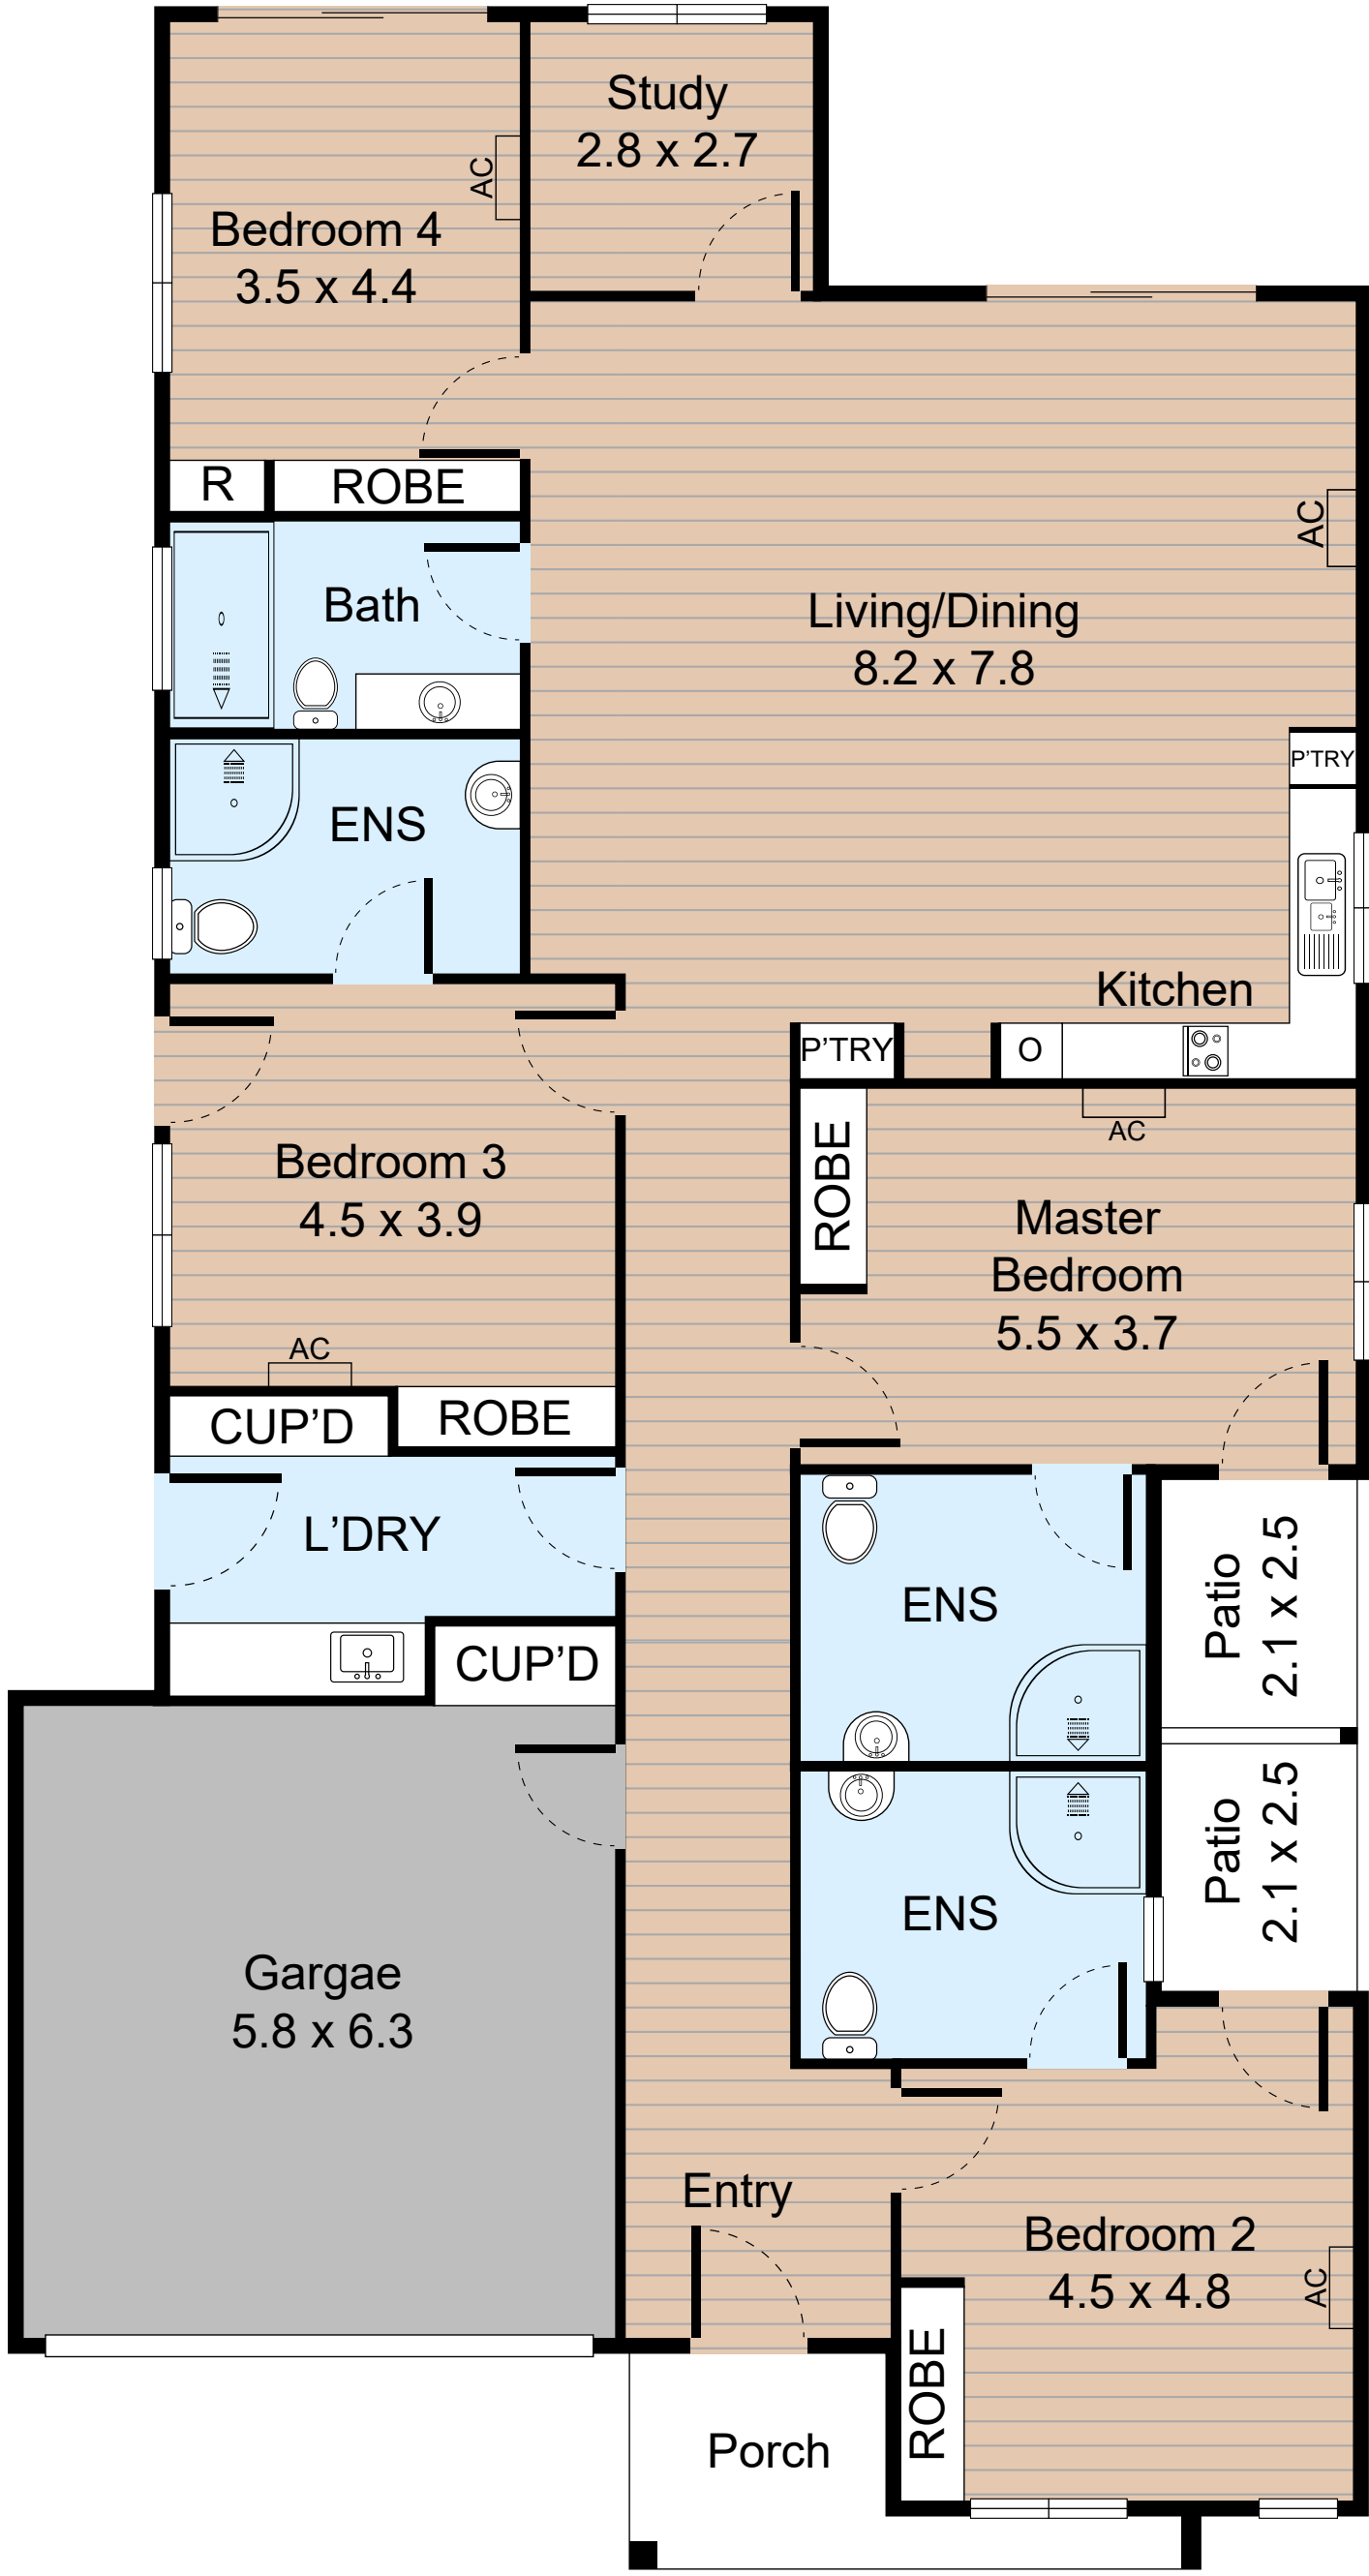 Study
2.8 x 2.7
AC
Bedroom 4
3.5 x 4.4
R
ROBE
AC
Bath
Living/Dining
8.2 x 7.8
P'TRY
ENS
Kitchen
P'TRY
O
AC
ROBE
Bedroom 3
4.5 x 3.9
Master
Bedroom
5.5 x 3.7
AC
CUP'D
ROBE
L'DRY
Patio
2.1 x 2.5
ENS
CUP'D
Patio
2.1 x 2.5
ENS
Gargae
5.8 x 6.3
Entry
Bedroom 2
4.5 x 4.8
AC
ROBE
Porch